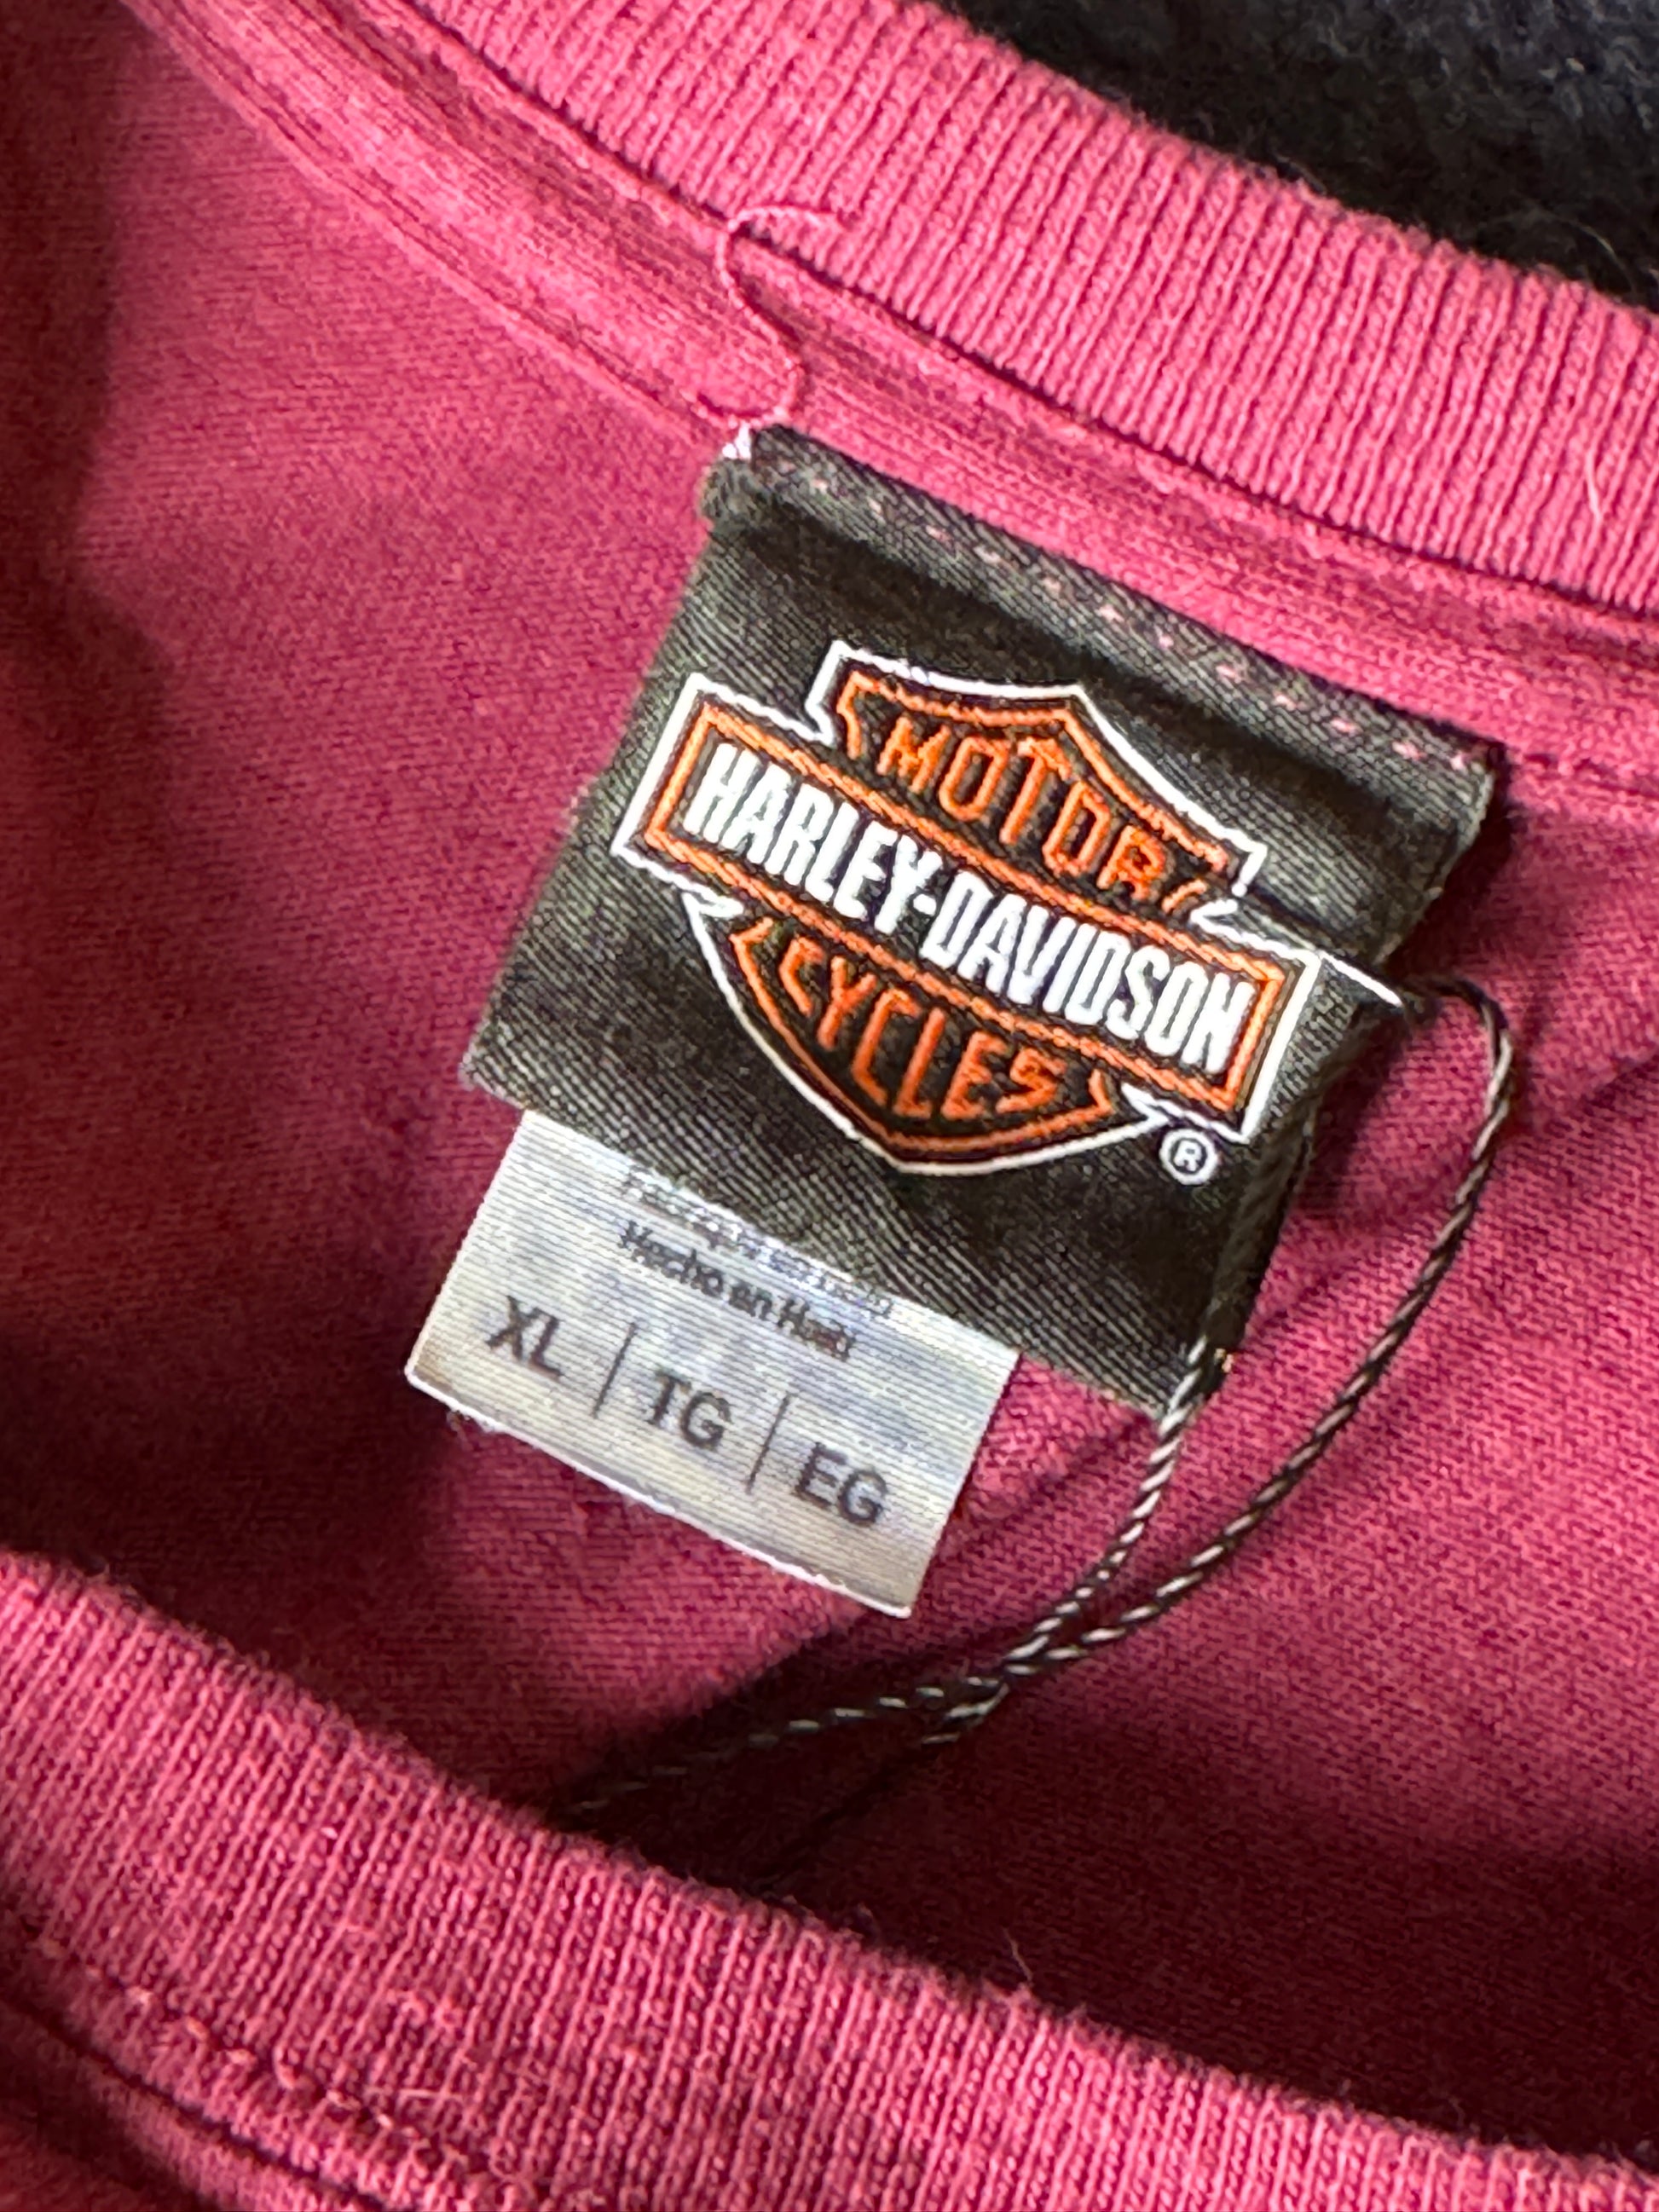 MOTOR
HARLEY-DAVIDSON
CYCLES
®
Hecho en Haiti
XL | TG | EG